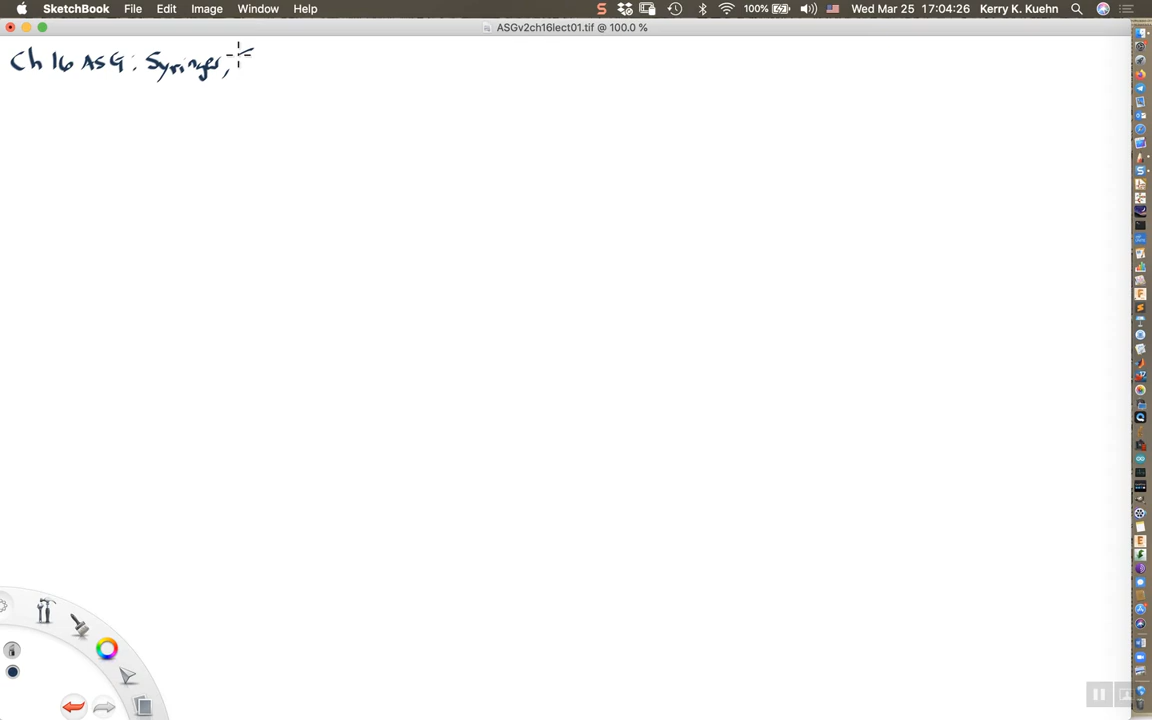 SketchBook File Edit Image Window Help 100% Wed Mar 25 17:04:26 Kerry K. Kuehn
ASGv2ch16lect01.tif @ 100.0 %
Ch 16 ASG: Syringes,